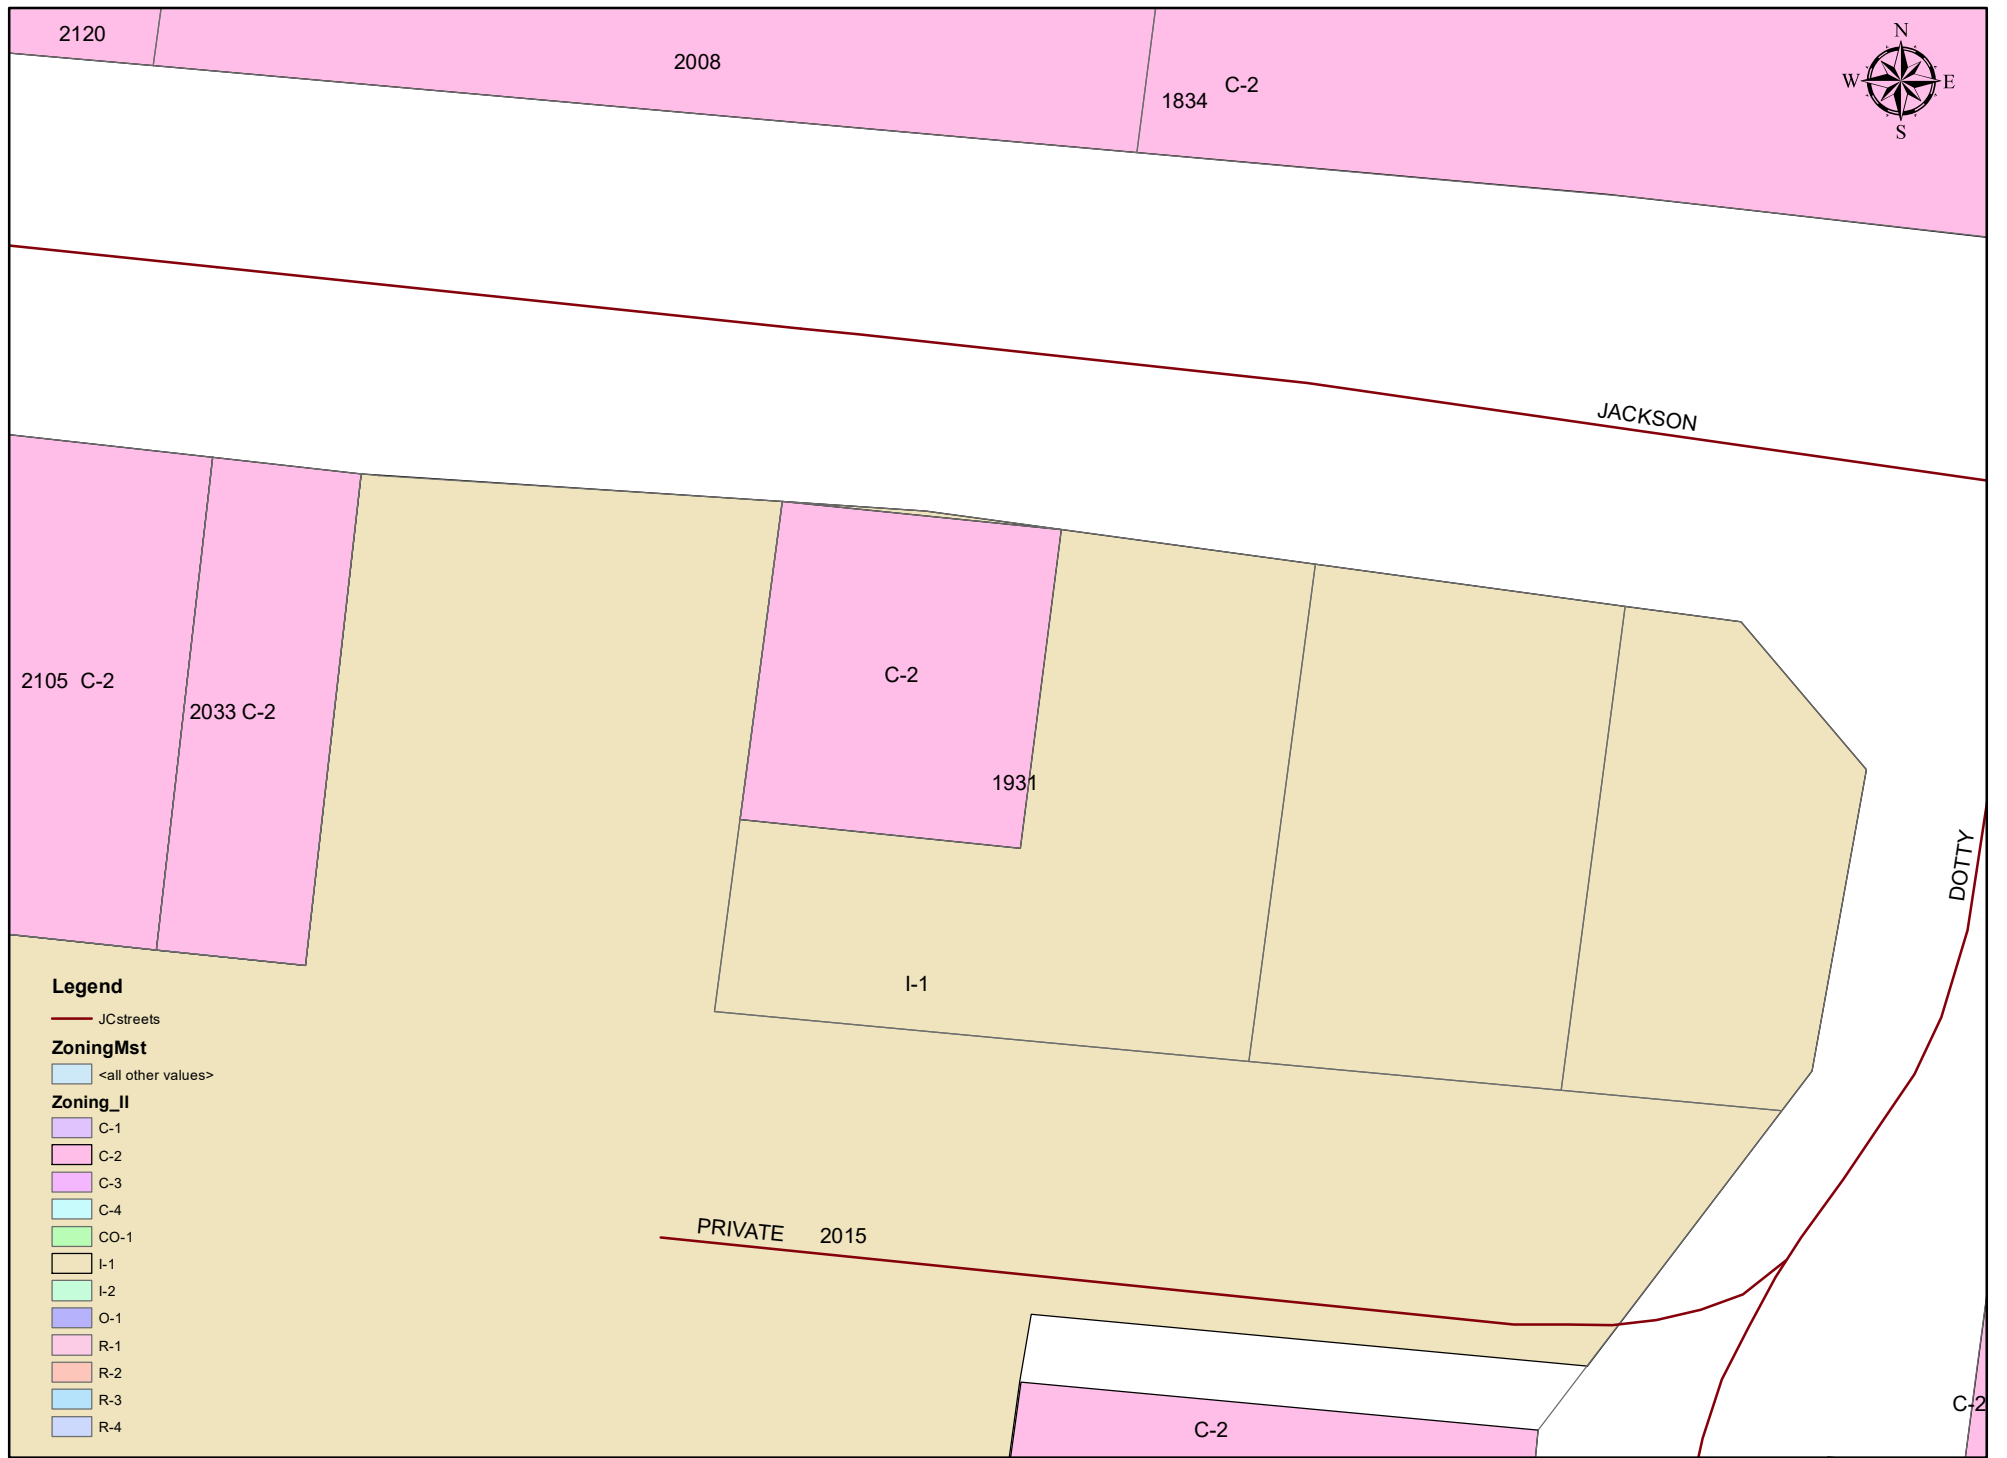 2120
2008
C-2
1834
N
W E
S
JACKSON
2105 C-2
2033 C-2
C-2
1931
DOTTY
I-1
PRIVATE 2015
C-2
C-2
Legend
JCstreets
ZoningMst
<all other values>
Zoning_II
C-1
C-2
C-3
C-4
CO-1
I-1
I-2
O-1
R-1
R-2
R-3
R-4